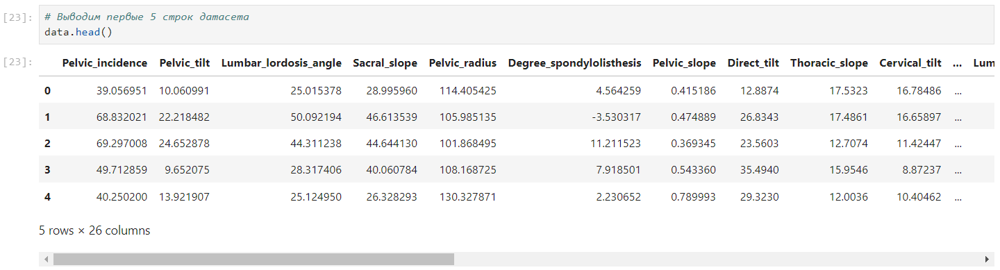 [23]: # Выводим первые 5 строк датасета
data.head()
[23]: Pelvic_incidence Pelvic_tilt Lumbar_lordosis_angle Sacral_slope Pelvic_radius Degree_spondylolisthesis Pelvic_slope Direct_tilt Thoracic_slope Cervical_tilt ... Lum
0 39.056951 10.060991 25.015378 28.995960 114.405425 4.564259 0.415186 12.8874 17.5323 16.78486 ...
1 68.832021 22.218482 50.092194 46.613539 105.985135 -3.530317 0.474889 26.8343 17.4861 16.65897 ...
2 69.297008 24.652878 44.311238 44.644130 101.868495 11.211523 0.369345 23.5603 12.7074 11.42447 ...
3 49.712859 9.652075 28.317406 40.060784 108.168725 7.918501 0.543360 35.4940 15.9546 8.87237 ...
4 40.250200 13.921907 25.124950 26.328293 130.327871 2.230652 0.789993 29.3230 12.0036 10.40462 ...
5 rows × 26 columns